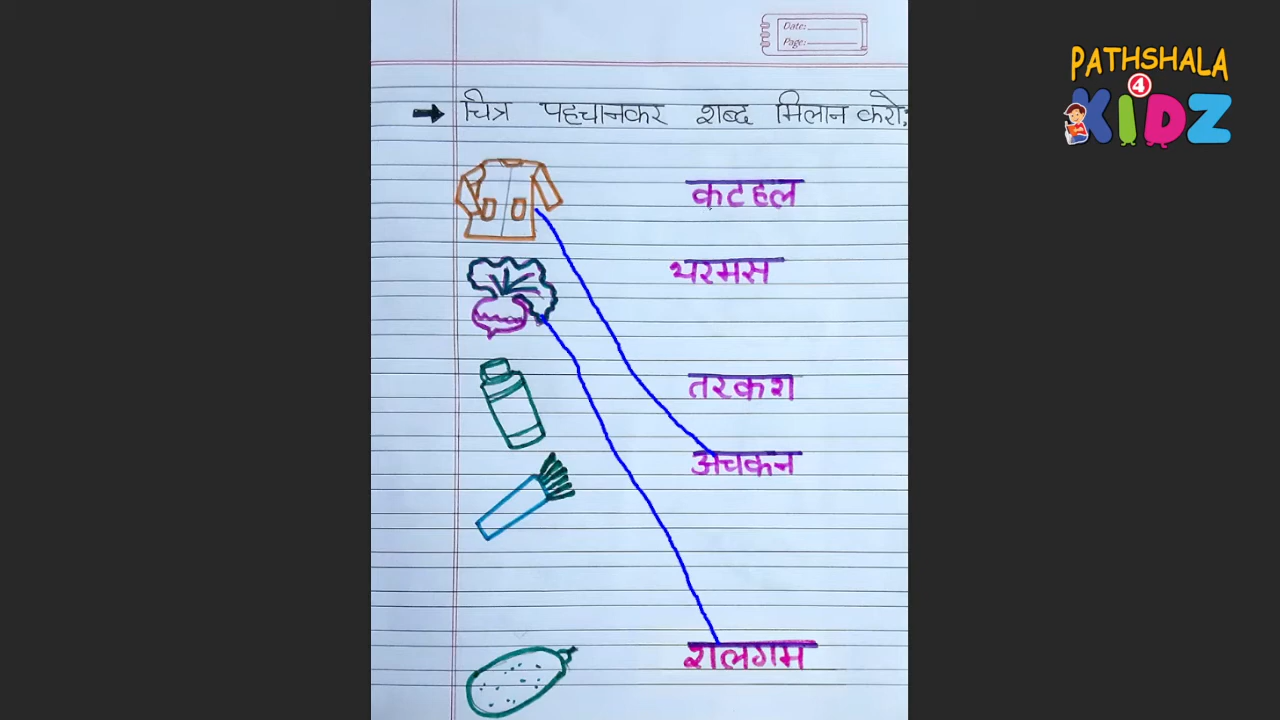 Date:
Page:
PATHSHALA
4
KIDZ
चित्र पहचानकर शब्द मिलान करो:
कटहल
थरमस
तरकश
अचकन
शलगम